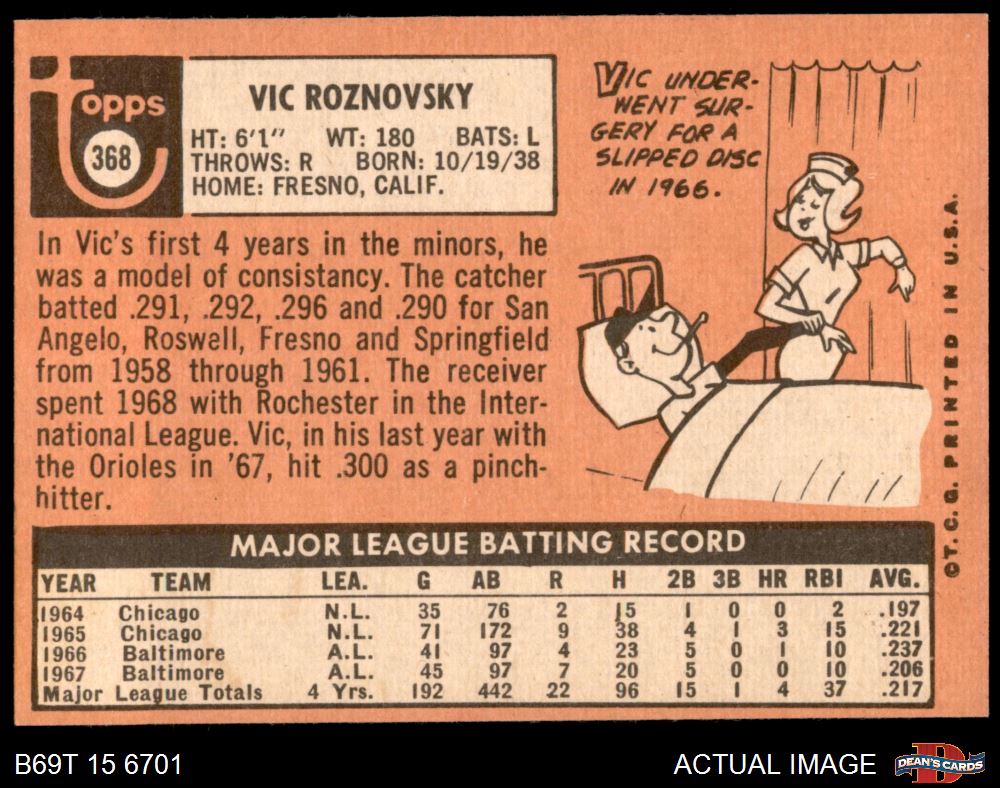 topps
368
VIC ROZNOVSKY
HT: 6'1" WT: 180 BATS: L
THROWS: R BORN: 10/19/38
HOME: FRESNO, CALIF.
In Vic's first 4 years in the minors, he
was a model of consistancy. The catcher
batted .291, .292, .296 and .290 for San
Angelo, Roswell, Fresno and Springfield
from 1958 through 1961. The receiver
spent 1968 with Rochester in the Inter-
national League. Vic, in his last year with
the Orioles in '67, hit .300 as a pinch-
hitter.
VIC UNDER-
WENT SUR-
GERY FOR A
SLIPPED DISC
IN 1966.
©T. C. G. PRINTED IN U.S.A.
MAJOR LEAGUE BATTING RECORD
YEAR TEAM LEA. G AB R H 2B 3B HR RBI AVG.
1964 Chicago N.L. 35 76 2 15 1 0 0 2 .197
1965 Chicago N.L. 71 172 9 38 4 1 3 15 .221
1966 Baltimore A.L. 41 97 4 23 5 0 1 10 .237
1967 Baltimore A.L. 45 97 7 20 5 0 0 10 .206
Major League Totals 4 Yrs. 192 442 22 96 15 1 4 37 .217
B69T 15 6701
ACTUAL IMAGE
D
DEAN'S CARDS